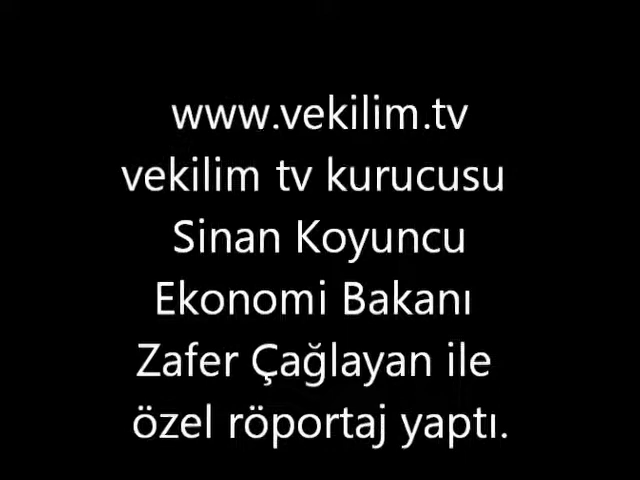 www.vekilim.tv
vekilim tv kurucusu
Sinan Koyuncu
Ekonomi Bakanı
Zafer Çağlayan ile
özel röportaj yaptı.